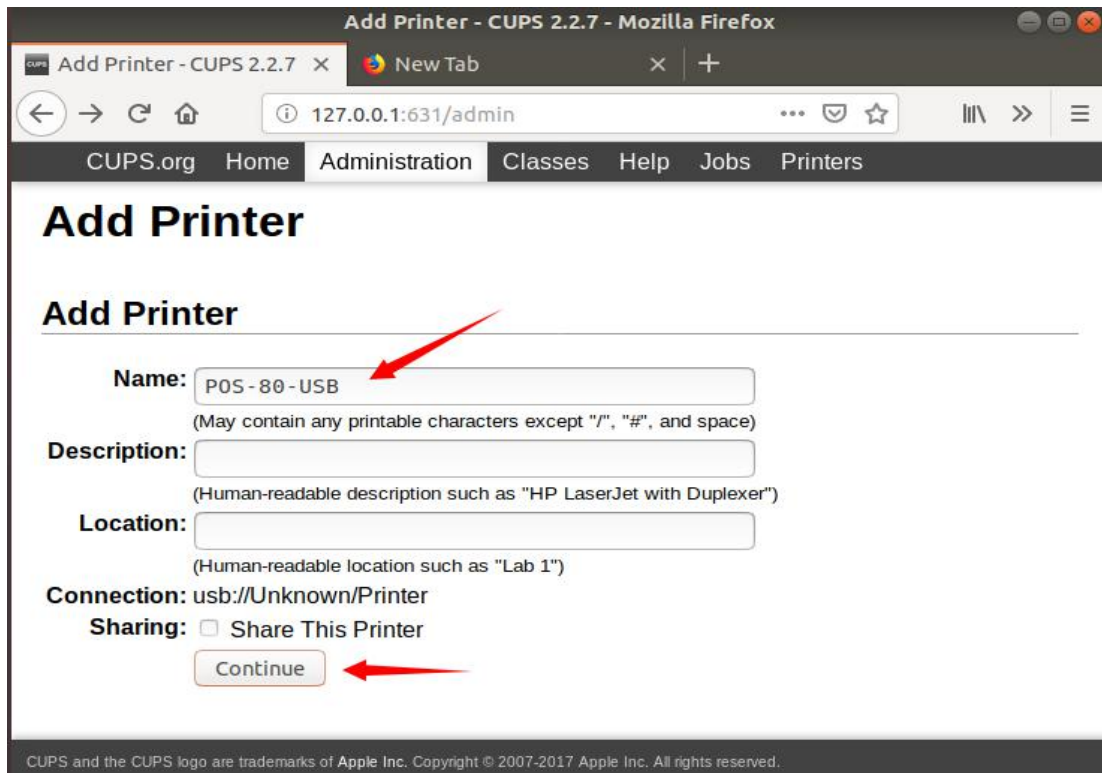 Add Printer - CUPS 2.2.7 - Mozilla Firefox
CUPS Add Printer - CUPS 2.2.7 × New Tab × +
127.0.0.1:631/admin
CUPS.org Home Administration Classes Help Jobs Printers
Add Printer
Add Printer
Name: POS-80-USB
(May contain any printable characters except "/", "#", and space)
Description:
(Human-readable description such as "HP LaserJet with Duplexer")
Location:
(Human-readable location such as "Lab 1")
Connection: usb://Unknown/Printer
Sharing: Share This Printer
Continue
CUPS and the CUPS logo are trademarks of Apple Inc. Copyright © 2007-2017 Apple Inc. All rights reserved.